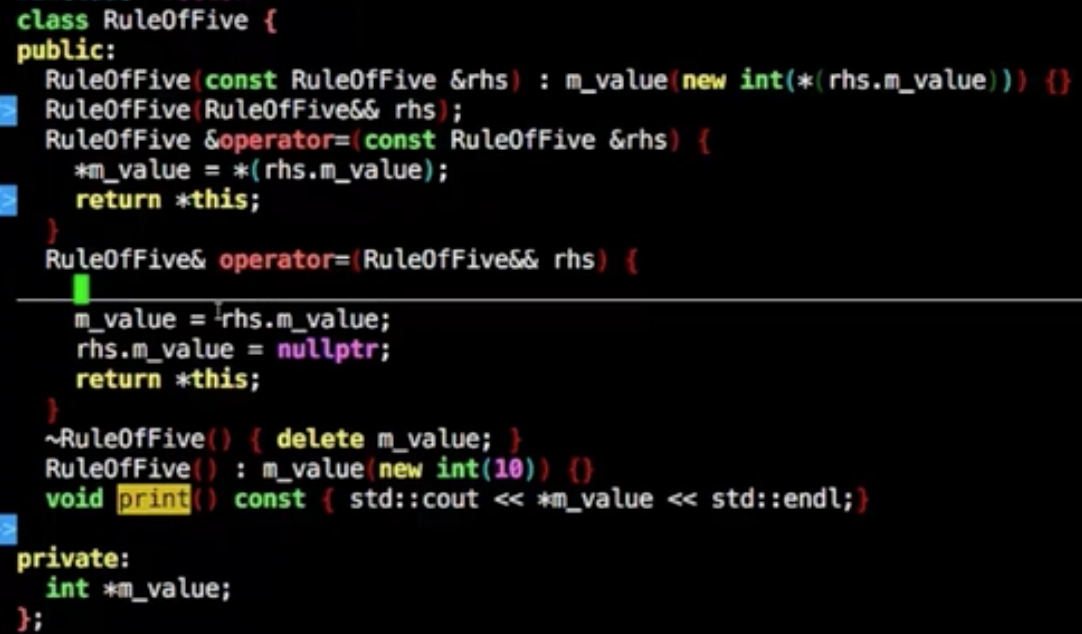 class RuleOfFive {
public:
  RuleOfFive(const RuleOfFive &rhs) : m_value(new int(*(rhs.m_value))) {}
  RuleOfFive(RuleOfFive&& rhs);
  RuleOfFive &operator=(const RuleOfFive &rhs) {
    *m_value = *(rhs.m_value);
    return *this;
  }
  RuleOfFive& operator=(RuleOfFive&& rhs) {
    m_value = rhs.m_value;
    rhs.m_value = nullptr;
    return *this;
  }
  ~RuleOfFive() { delete m_value; }
  RuleOfFive() : m_value(new int(10)) {}
  void print() const { std::cout << *m_value << std::endl;}
private:
  int *m_value;
};